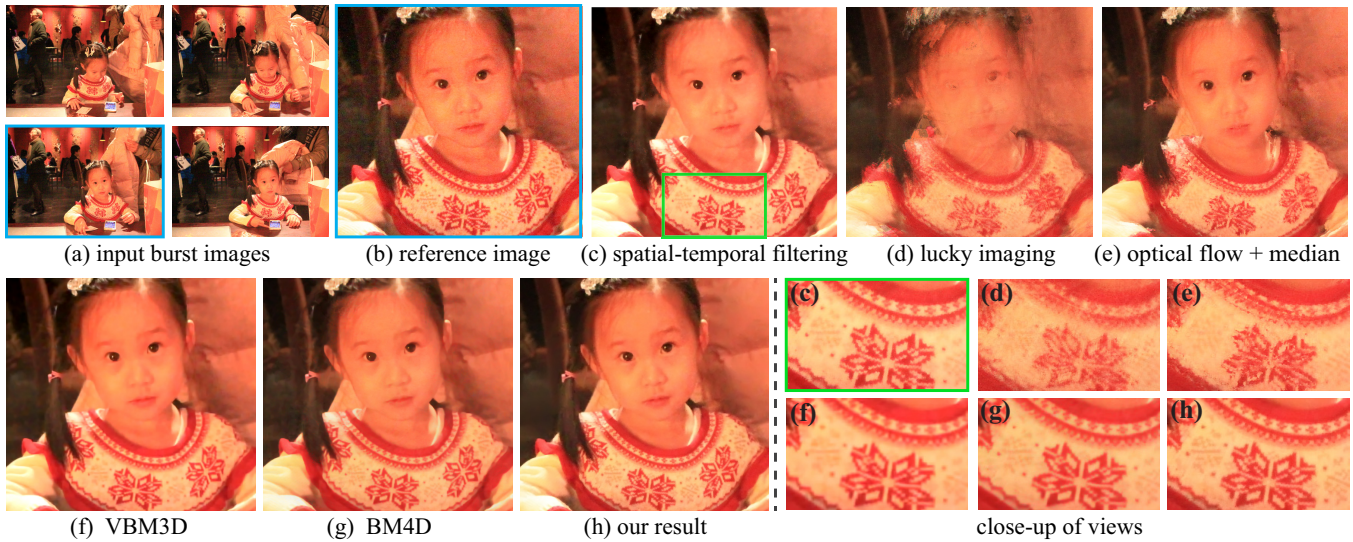 (a) input burst images
(b) reference image
(c) spatial-temporal filtering
(d) lucky imaging
(e) optical flow + median
(c)
(d)
(e)
(f)
(g)
(h)
(f) VBM3D
(g) BM4D
(h) our result
close-up of views